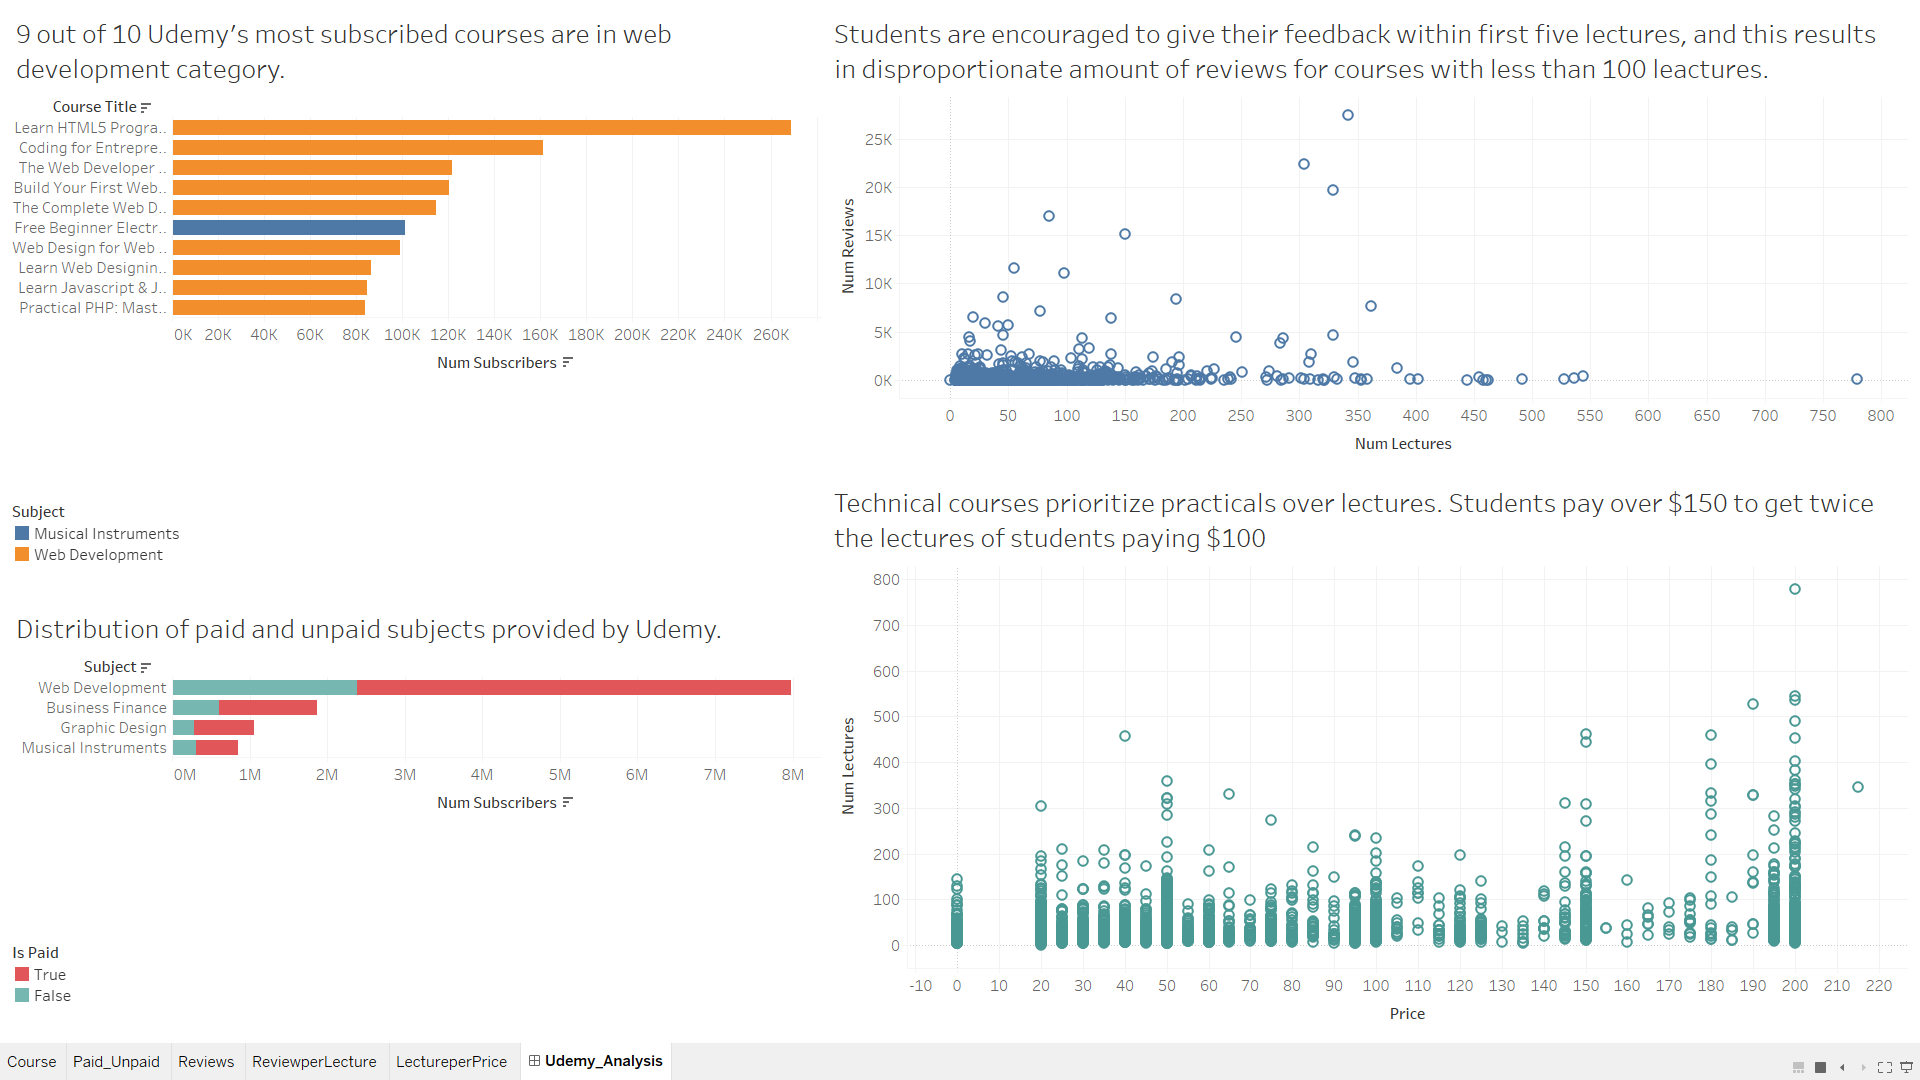 9 out of 10 Udemy's most subscribed courses are in web
development category.
Course Title
Learn HTML5 Progra..
Coding for Entrepre..
The Web Developer ..
Build Your First Web..
The Complete Web D..
Free Beginner Electr..
Web Design for Web ..
Learn Web Designin..
Learn Javascript & J..
Practical PHP: Mast..
0K 20K 40K 60K 80K 100K 120K 140K 160K 180K 200K 220K 240K 260K
Num Subscribers
Subject
Musical Instruments
Web Development
Distribution of paid and unpaid subjects provided by Udemy.
Subject
Web Development
Business Finance
Graphic Design
Musical Instruments
0M 1M 2M 3M 4M 5M 6M 7M 8M
Num Subscribers
Is Paid
True
False
Students are encouraged to give their feedback within first five lectures, and this results
in disproportionate amount of reviews for courses with less than 100 leactures.
Num Reviews
25K
20K
15K
10K
5K
0K
0 50 100 150 200 250 300 350 400 450 500 550 600 650 700 750 800
Num Lectures
Technical courses prioritize practicals over lectures. Students pay over $150 to get twice
the lectures of students paying $100
Num Lectures
800
700
600
500
400
300
200
100
0
-10 0 10 20 30 40 50 60 70 80 90 100 110 120 130 140 150 160 170 180 190 200 210 220
Price
Course Paid_Unpaid Reviews ReviewperLecture LectureperPrice Udemy_Analysis